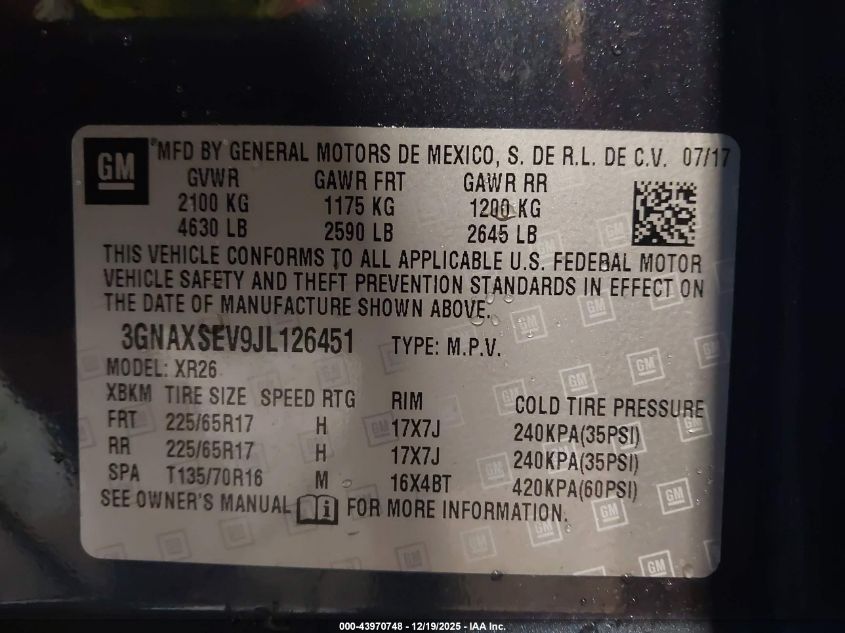 GM
MFD BY GENERAL MOTORS DE MEXICO, S. DE R.L. DE C.V. 07/17
GVWR GAWR FRT GAWR RR
2100 KG 1175 KG 1200 KG
4630 LB 2590 LB 2645 LB
THIS VEHICLE CONFORMS TO ALL APPLICABLE U.S. FEDERAL MOTOR
VEHICLE SAFETY AND THEFT PREVENTION STANDARDS IN EFFECT ON
THE DATE OF MANUFACTURE SHOWN ABOVE.
3GNAXSEV9JL126451 TYPE: M.P.V.
MODEL: XR26
XBKM TIRE SIZE SPEED RTG RIM COLD TIRE PRESSURE
FRT 225/65R17 H 17X7J 240KPA(35PSI)
RR 225/65R17 H 17X7J 240KPA(35PSI)
SPA T135/70R16 M 16X4BT 420KPA(60PSI)
SEE OWNER'S MANUAL FOR MORE INFORMATION.
000-43970748 - 12/19/2025 - IAA Inc.